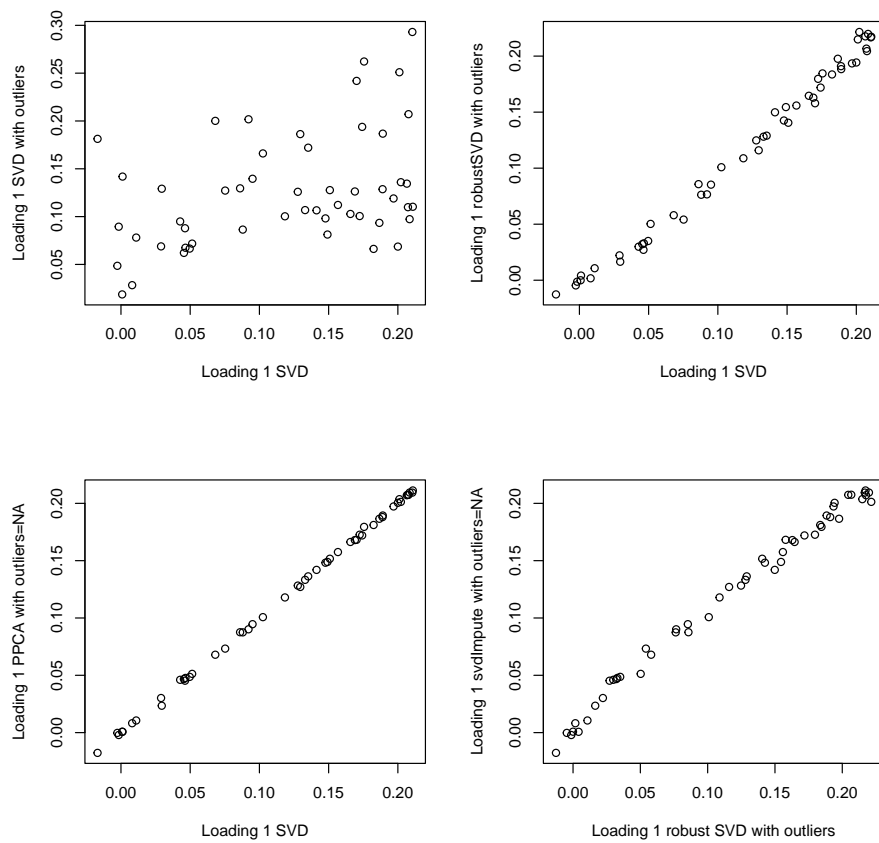 Loading 1 SVD with outliers
0.05 0.10 0.15 0.20 0.25 0.30
0.00 0.05 0.10 0.15 0.20
Loading 1 SVD
Loading 1 robustSVD with outliers
0.00 0.05 0.10 0.15 0.20
0.00 0.05 0.10 0.15 0.20
Loading 1 SVD
Loading 1 PPCA with outliers=NA
0.00 0.05 0.10 0.15 0.20
0.00 0.05 0.10 0.15 0.20
Loading 1 SVD
Loading 1 svdImpute with outliers=NA
0.00 0.05 0.10 0.15 0.20
0.00 0.05 0.10 0.15 0.20
Loading 1 robust SVD with outliers